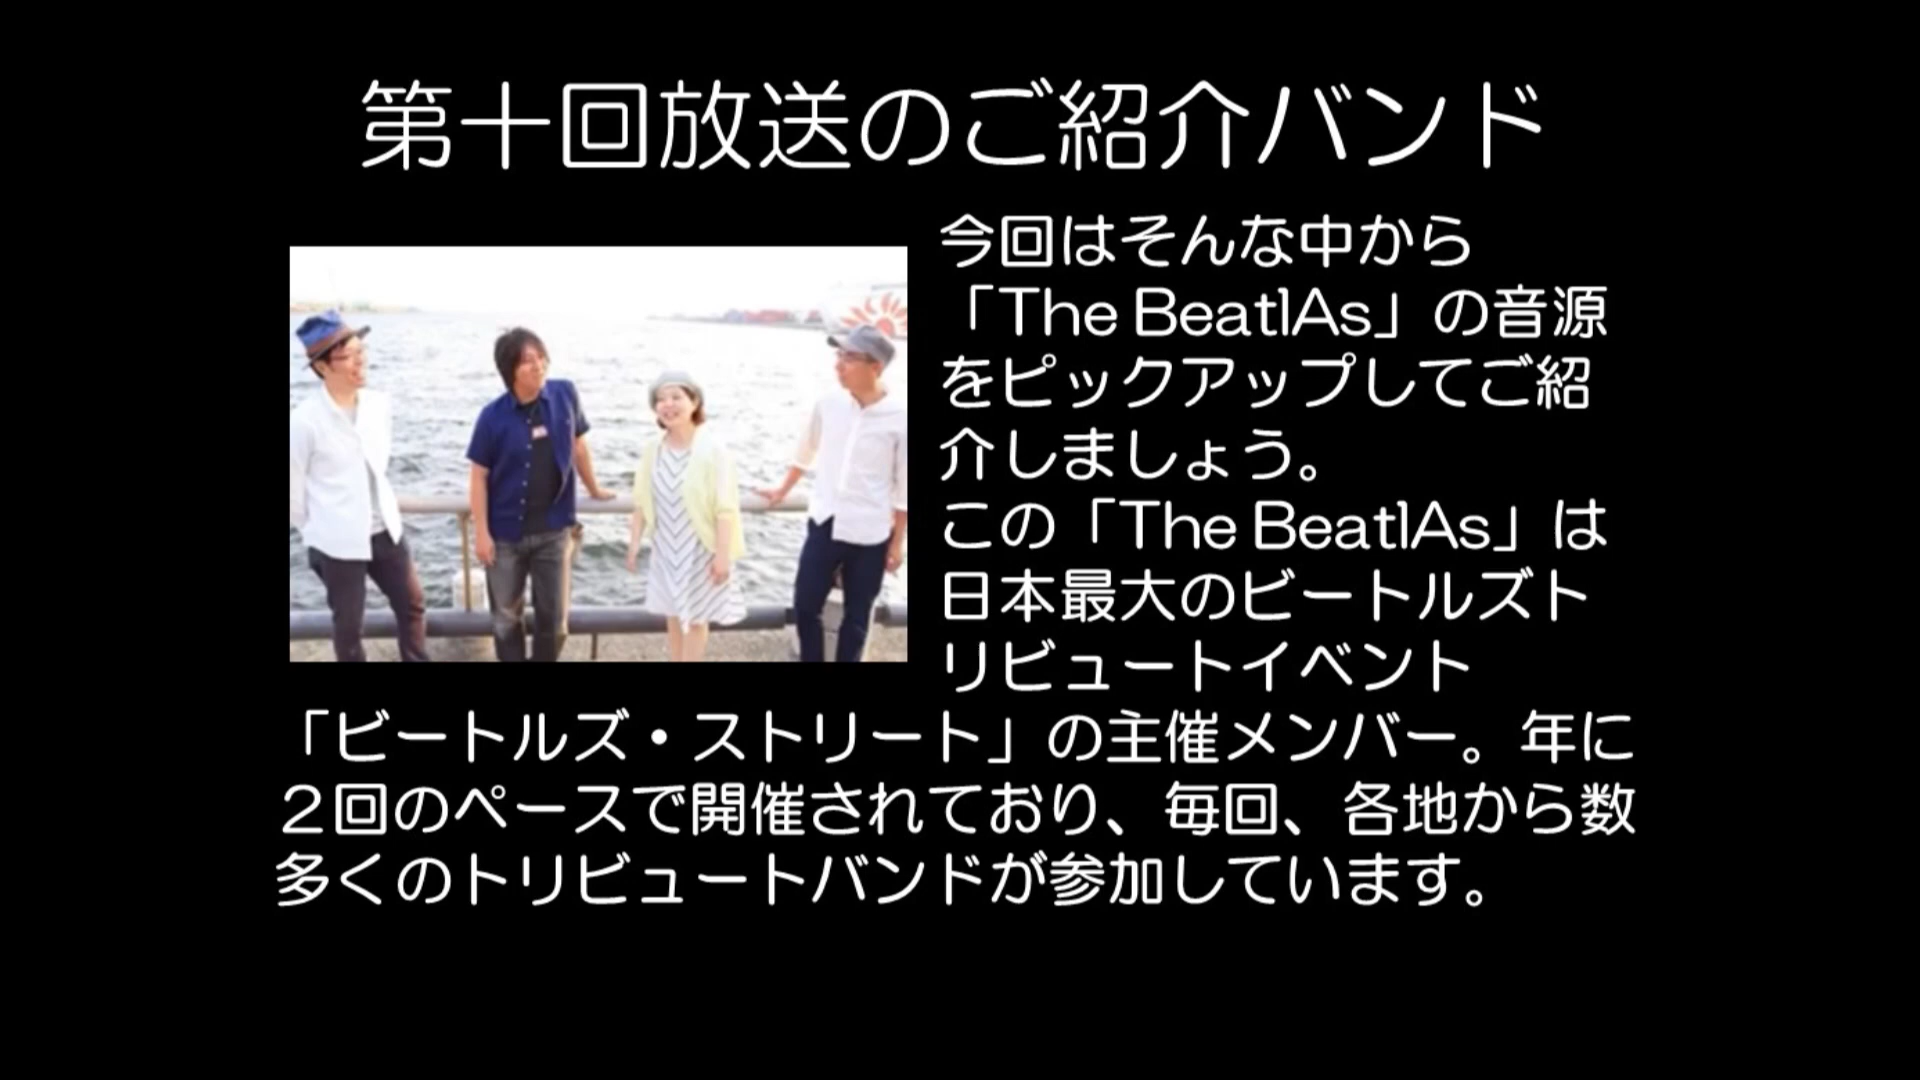 第十回放送のご紹介バンド
今回はそんな中から
「The BeatlAs」の音源
をピックアップしてご紹
介しましょう。
この「The BeatlAs」は
日本最大のビートルズト
リビュートイベント
「ビートルズ・ストリート」の主催メンバー。年に
２回のペースで開催されており、毎回、各地から数
多くのトリビュートバンドが参加しています。